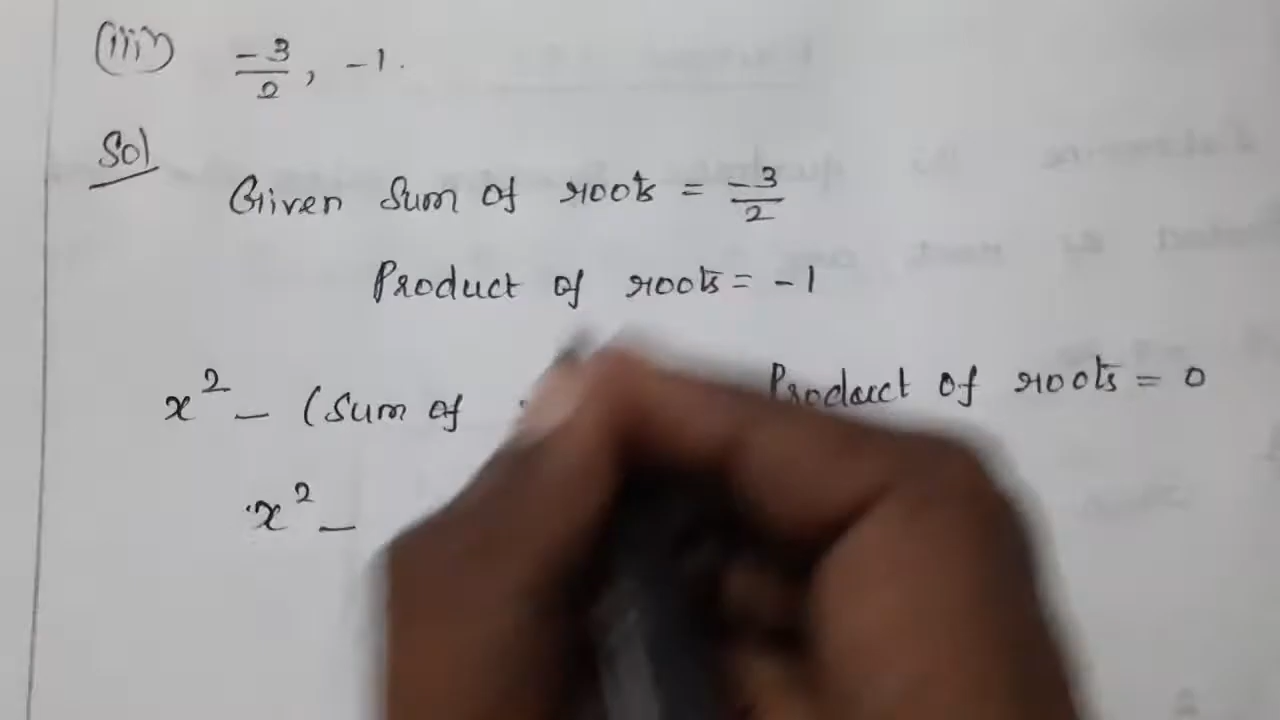 (iii) -3/2, -1.
Sol
Given Sum of roots = -3/2
Product of roots = -1
x² - (Sum of Product of roots = 0
x² -